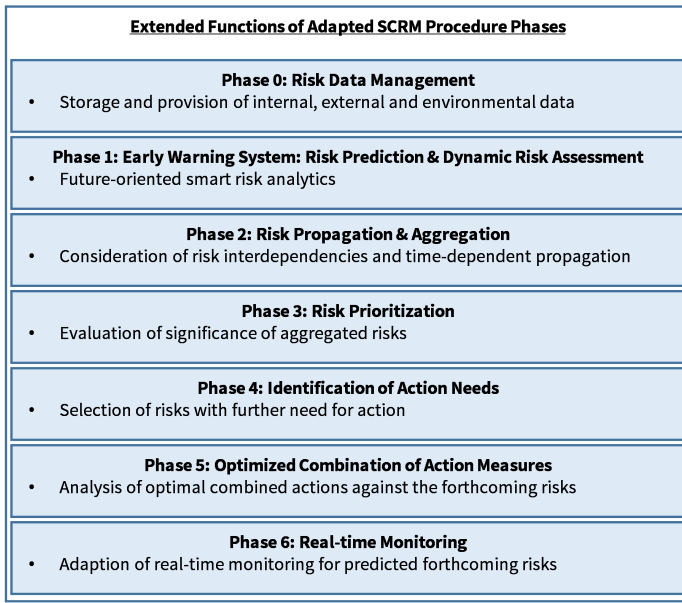 Extended Functions of Adapted SCRM Procedure Phases
Phase 0: Risk Data Management
• Storage and provision of internal, external and environmental data
Phase 1: Early Warning System: Risk Prediction & Dynamic Risk Assessment
• Future-oriented smart risk analytics
Phase 2: Risk Propagation & Aggregation
• Consideration of risk interdependencies and time-dependent propagation
Phase 3: Risk Prioritization
• Evaluation of significance of aggregated risks
Phase 4: Identification of Action Needs
• Selection of risks with further need for action
Phase 5: Optimized Combination of Action Measures
• Analysis of optimal combined actions against the forthcoming risks
Phase 6: Real-time Monitoring
• Adaption of real-time monitoring for predicted forthcoming risks